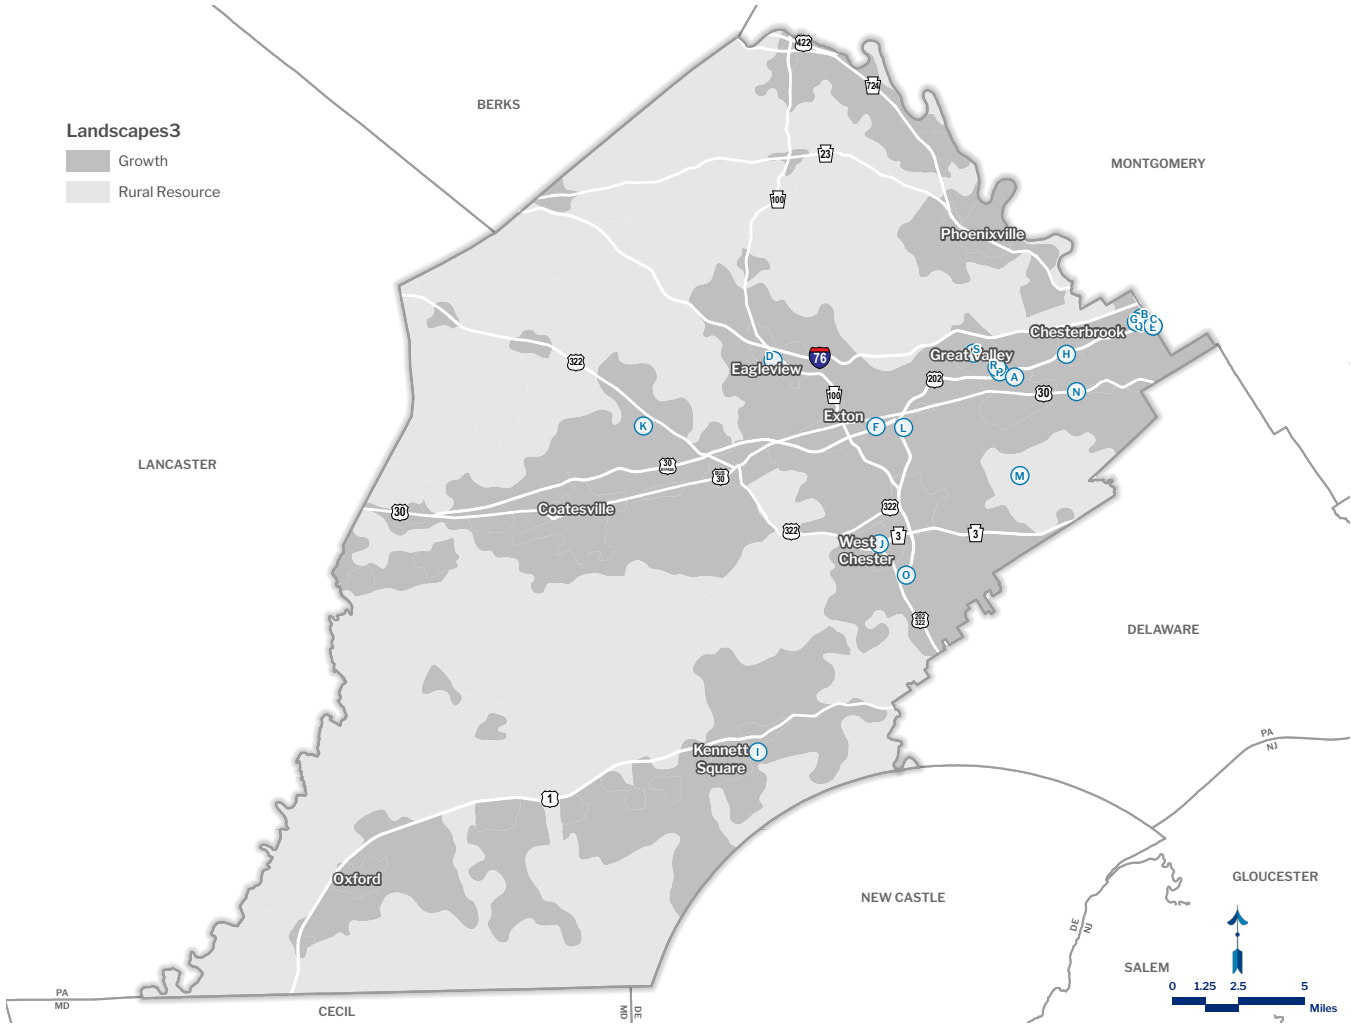 422
724
BERKS
Landscapes3
Growth
Rural Resource
23
MONTGOMERY
100
Phoenixville
G
B
C
Q
E
Chesterbrook
S
Great Valley
H
D
76
322
Eagleview
R
P
A
202
30
N
100
Exton
K
F
L
LANCASTER
30
BYPASS
BUS
30
M
30
Coatesville
322
322
3
3
West
J
Chester
O
202
322
DELAWARE
Kennett
I
Square
PA
NJ
1
Oxford
NEW CASTLE
GLOUCESTER
DE
NJ
SALEM
0 1.25 2.5 5
Miles
PA
MD
CECIL
DE
MD